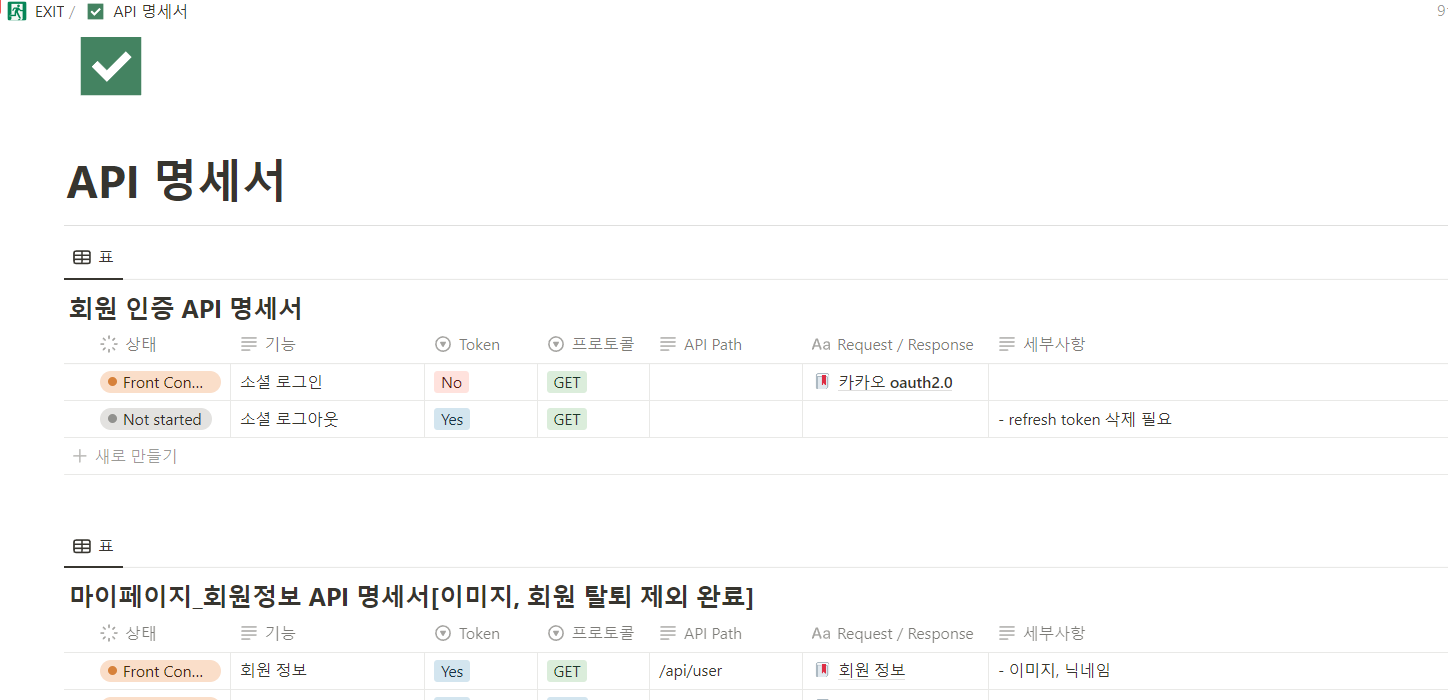 EXIT / API 명세서
API 명세서
표
회원 인증 API 명세서
상태 기능 Token 프로토콜 API Path Aa Request / Response 세부사항
Front Con... 소셜 로그인 No GET 카카오 oauth2.0
Not started 소셜 로그아웃 Yes GET - refresh token 삭제 필요
+ 새로 만들기
표
마이페이지_회원정보 API 명세서[이미지, 회원 탈퇴 제외 완료]
상태 기능 Token 프로토콜 API Path Aa Request / Response 세부사항
Front Con... 회원 정보 Yes GET /api/user 회원 정보 - 이미지, 닉네임